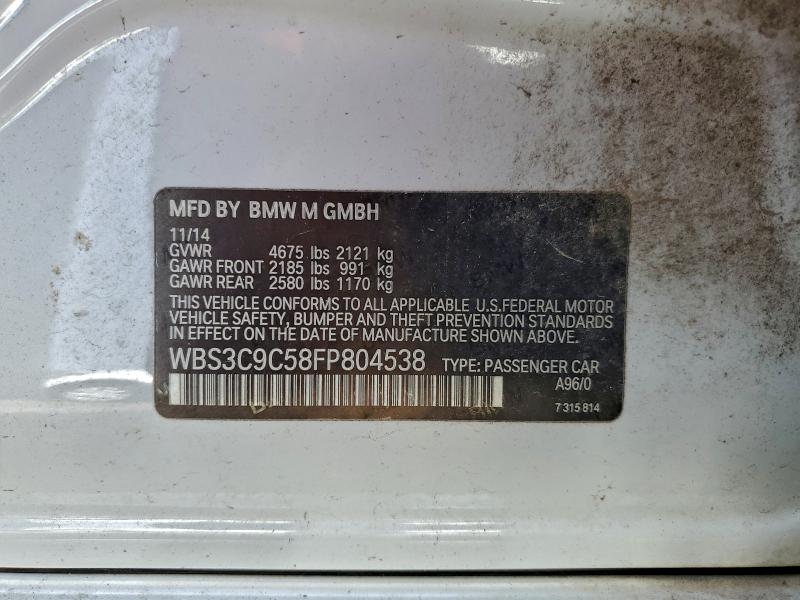 MFD BY BMW M GMBH
11/14
GVWR 4675 lbs 2121 kg
GAWR FRONT 2185 lbs 991 kg
GAWR REAR 2580 lbs 1170 kg
THIS VEHICLE CONFORMS TO ALL APPLICABLE U.S.FEDERAL MOTOR
VEHICLE SAFETY, BUMPER AND THEFT PREVENTION STANDARDS
IN EFFECT ON THE DATE OF MANUFACTURE SHOWN ABOVE.
WBS3C9C58FP804538 TYPE: PASSENGER CAR
A96/0
7 315 814